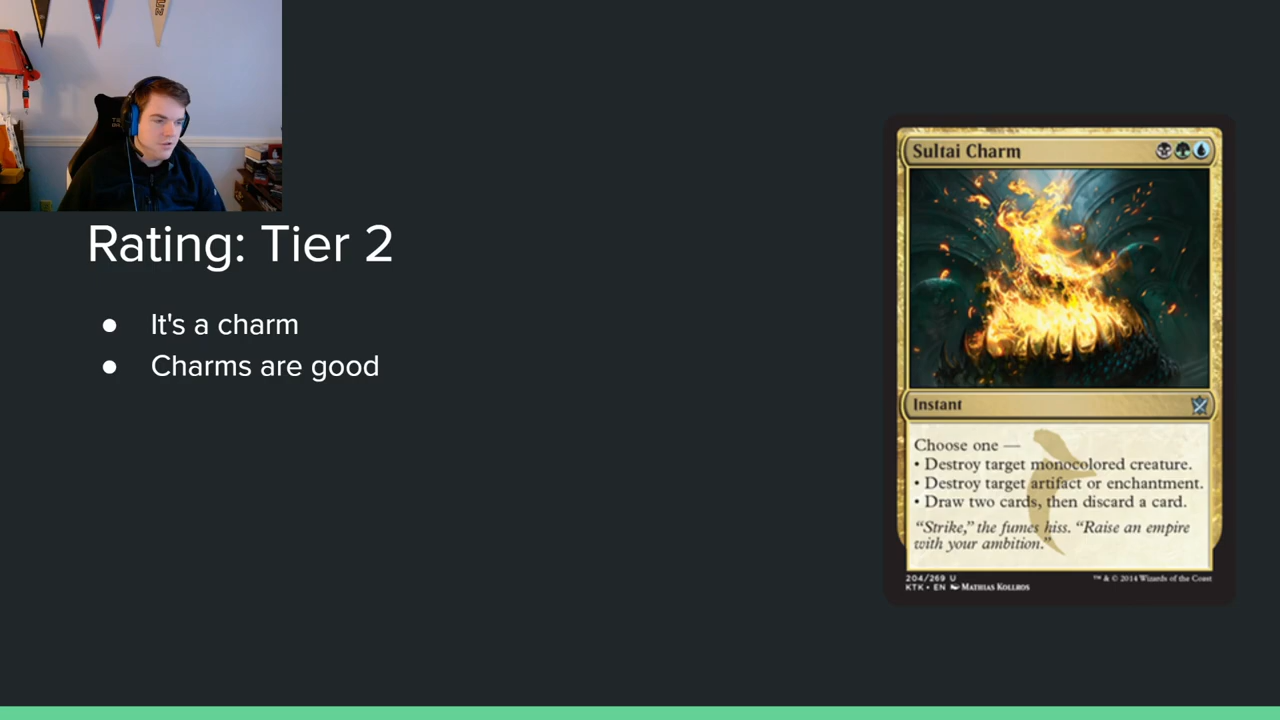 Rating: Tier 2
● It's a charm
● Charms are good
Sultai Charm
Instant
Choose one —
• Destroy target monocolored creature.
• Destroy target artifact or enchantment.
• Draw two cards, then discard a card.
“Strike,” the fumes hiss. “Raise an empire
with your ambition.”
204/269 U
KTK • EN Mathias Kollros
™ & © 2014 Wizards of the Coast